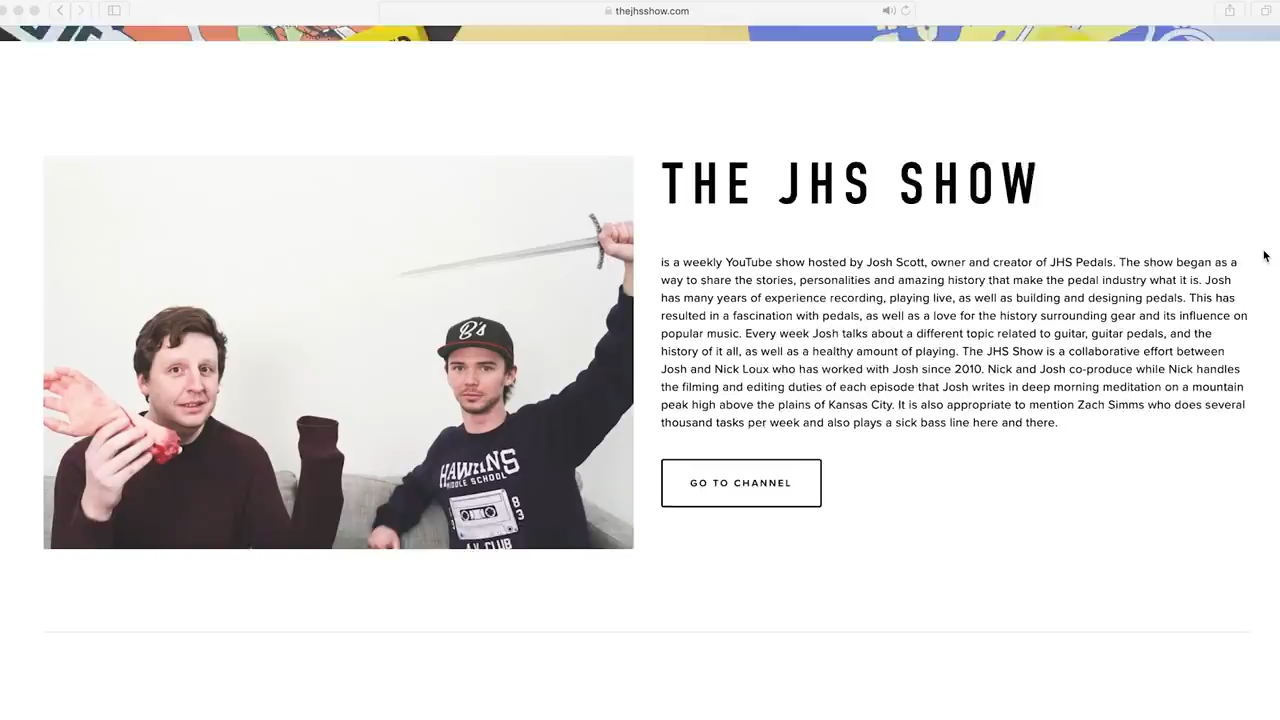 thejhsshow.com
THE JHS SHOW
is a weekly YouTube show hosted by Josh Scott, owner and creator of JHS Pedals. The show began as a
way to share the stories, personalities and amazing history that make the pedal industry what it is. Josh
has many years of experience recording, playing live, as well as building and designing pedals. This has
resulted in a fascination with pedals, as well as a love for the history surrounding gear and its influence on
popular music. Every week Josh talks about a different topic related to guitar, guitar pedals, and the
history of it all, as well as a healthy amount of playing. The JHS Show is a collaborative effort between
Josh and Nick Loux who has worked with Josh since 2010. Nick and Josh co-produce while Nick handles
the filming and editing duties of each episode that Josh writes in deep morning meditation on a mountain
peak high above the plains of Kansas City. It is also appropriate to mention Zach Simms who does several
thousand tasks per week and also plays a sick bass line here and there.
GO TO CHANNEL
B's
HAWKINS
MIDDLE SCHOOL
8
3
A.V. CLUB